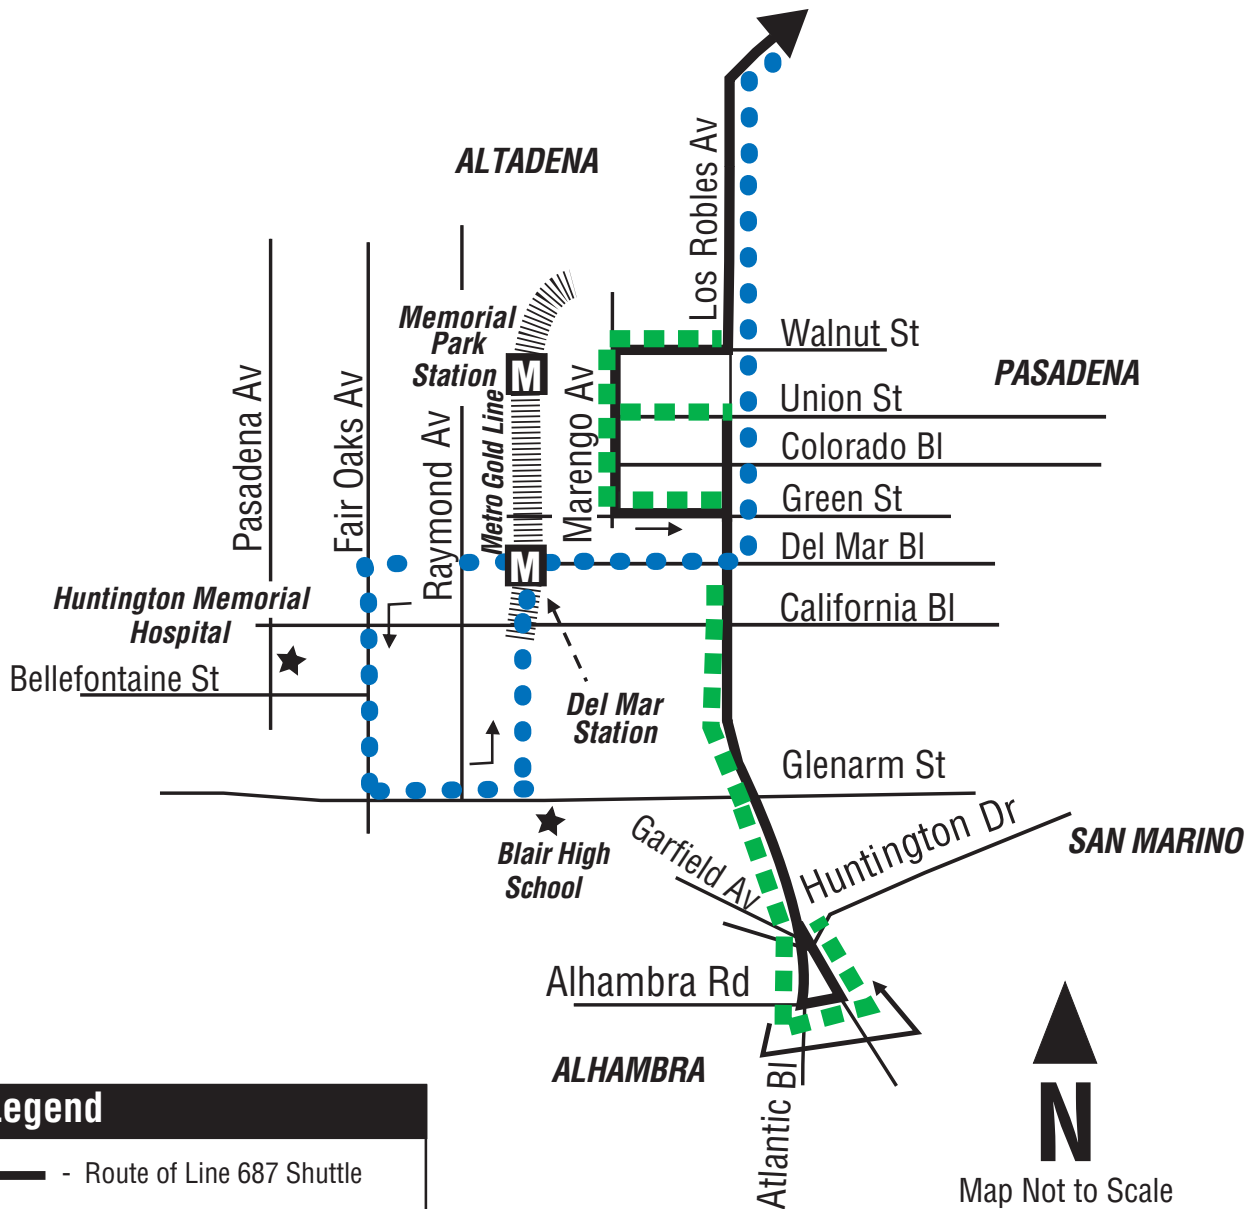 Los Robles Av
ALTADENA
Memorial
Park
Station
M
Walnut St
PASADENA
Union St
Colorado Bl
Green St
Del Mar Bl
California Bl
Pasadena Av
Fair Oaks Av
Raymond Av
Metro Gold Line
Marengo Av
M
Huntington Memorial
Hospital
Bellefontaine St
Del Mar
Station
Glenarm St
Blair High
School
Garfield Av
Huntington Dr
SAN MARINO
Alhambra Rd
ALHAMBRA
Atlantic Bl
N
Map Not to Scale
Legend
- Route of Line 687 Shuttle